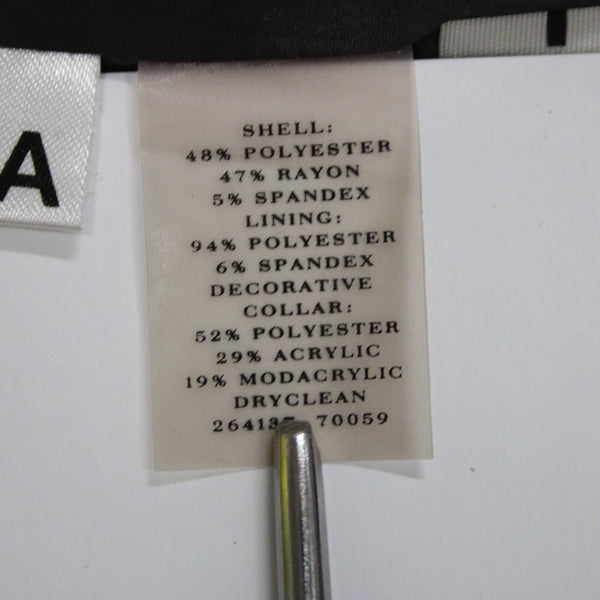 A
SHELL:
48% POLYESTER
47% RAYON
5% SPANDEX
LINING:
94% POLYESTER
6% SPANDEX
DECORATIVE
COLLAR:
52% POLYESTER
29% ACRYLIC
19% MODACRYLIC
DRYCLEAN
70059